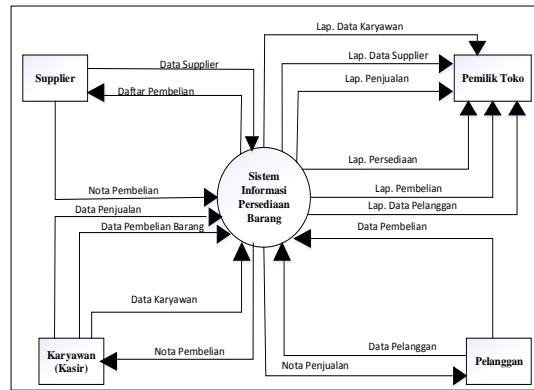 Lap. Data Karyawan
Data Supplier
Lap. Data Supplier
Supplier
Pemilik Toko
Daftar Pembelian
Lap. Penjualan
Sistem
Informasi
Persediaan
Barang
Lap. Persediaan
Nota Pembelian
Lap. Pembelian
Data Penjualan
Lap. Data Pelanggan
Data Pembelian Barang
Data Pembelian
Data Karyawan
Nota Pembelian
Data Pelanggan
Karyawan
(Kasir)
Nota Penjualan
Pelanggan